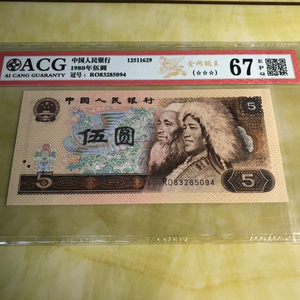 ACG
AI CANG GUARANTY
中国人民银行 12511629
1980年伍圆
冠号: RO83285094
(☆☆☆)
67 EPG
中国人民银行
5
伍圆
RO83285094
5
5